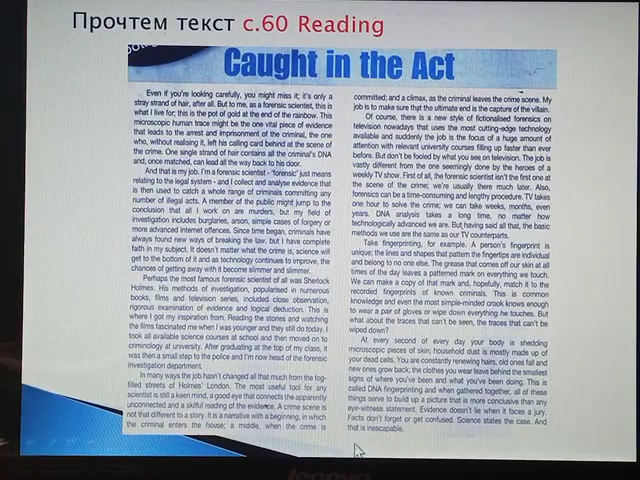 Прочтем текст с.60 Reading
Caught in the Act
Even if you're looking carefully, you might miss it; it's only a
stray strand of hair, after all. But to me, as a forensic scientist, this is
what I live for; this is the pot of gold at the end of the rainbow. This
microscopic human trace might be the one vital piece of evidence
that leads to the arrest and imprisonment of the criminal, the one
who, without realising it, left his calling card behind at the scene of
the crime. One single strand of hair contains all the criminal's DNA
and, once matched, can lead all the way back to his door.
And that is my job. I'm a forensic scientist - 'forensic' just means
relating to the legal system - and I collect and analyse evidence that
is then used to catch a whole range of criminals committing any
number of illegal acts. A member of the public might jump to the
conclusion that all I work on are murders, but my field of
investigation includes burglaries, arson, simple cases of forgery or
more advanced Internet offences. Since time began, criminals have
always found new ways of breaking the law, but I have complete
faith in my subject. It doesn't matter what the crime is, science will
get to the bottom of it and as technology continues to improve, the
chances of getting away with it become slimmer and slimmer.
Perhaps the most famous forensic scientist of all was Sherlock
Holmes. His methods of investigation, popularised in numerous
books, films and television series, included close observation,
rigorous examination of evidence and logical deduction. This is
where I got my inspiration from. Reading the stories and watching
the films fascinated me when I was younger and they still do today. I
took all available science courses at school and then moved on to
criminology at university. After graduating at the top of my class, it
was then a small step to the police and I'm now head of the forensic
investigation department.
In many ways the job hasn't changed all that much from the fog-
filled streets of Holmes' London. The most useful tool for any
scientist is still a keen mind, a good eye that connects the apparently
unconnected and a skilful reading of the evidence. A crime scene is
not that different to a story. It is a narrative with a beginning, in which
the criminal enters the house; a middle, when the crime is
committed; and a climax, as the criminal leaves the crime scene. My
job is to make sure that the ultimate end is the capture of the villain.
Of course, there is a new style of fictionalised forensics on
television nowadays that uses the most cutting-edge technology
available and suddenly the job is the focus of a huge amount of
attention with relevant university courses filling up faster than ever
before. But don't be fooled by what you see on television. The job is
vastly different from the one seemingly done by the heroes of a
weekly TV show. First of all, the forensic scientist isn't the first one at
the scene of the crime; we're usually there much later. Also,
forensics can be a time-consuming and lengthy procedure. TV takes
one hour to solve the crime; we can take weeks, months, even
years. DNA analysis takes a long time, no matter how
technologically advanced we are. But having said all that, the basic
methods we use are the same as our TV counterparts.
Take fingerprinting, for example. A person's fingerprint is
unique; the lines and shapes that pattern the fingertips are individual
and belong to no one else. The grease that comes off our skin at all
times of the day leaves a patterned mark on everything we touch.
We can make a copy of that mark and, hopefully, match it to the
recorded fingerprints of known criminals. This is common
knowledge and even the most simple-minded crook knows enough
to wear a pair of gloves or wipe down everything he touches. But
what about the traces that can't be seen, the traces that can't be
wiped down?
At every second of every day your body is shedding
microscopic pieces of skin; household dust is mostly made up of
your dead cells. You are constantly renewing hairs, old ones fall and
new ones grow back; the clothes you wear leave behind the smallest
signs of where you've been and what you've been doing. This is
called DNA fingerprinting and when gathered together, all of these
things serve to build up a picture that is more conclusive than any
eye-witness statement. Evidence doesn't lie when it faces a jury.
Facts don't forget or get confused. Science states the case. And
that is inescapable.
lenovo